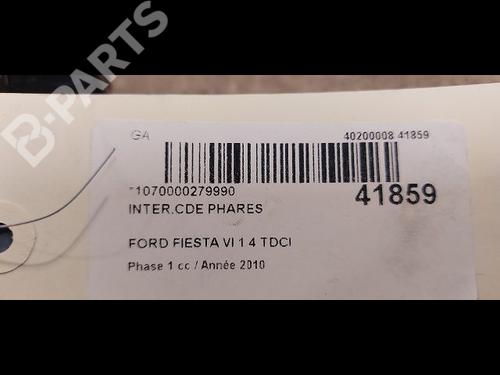 B-PARTS
GA
40200008 41859
*1070000279990
41859
INTER.CDE PHARES
FORD FIESTA VI 1 4 TDCI
Phase 1 cc / Année 2010